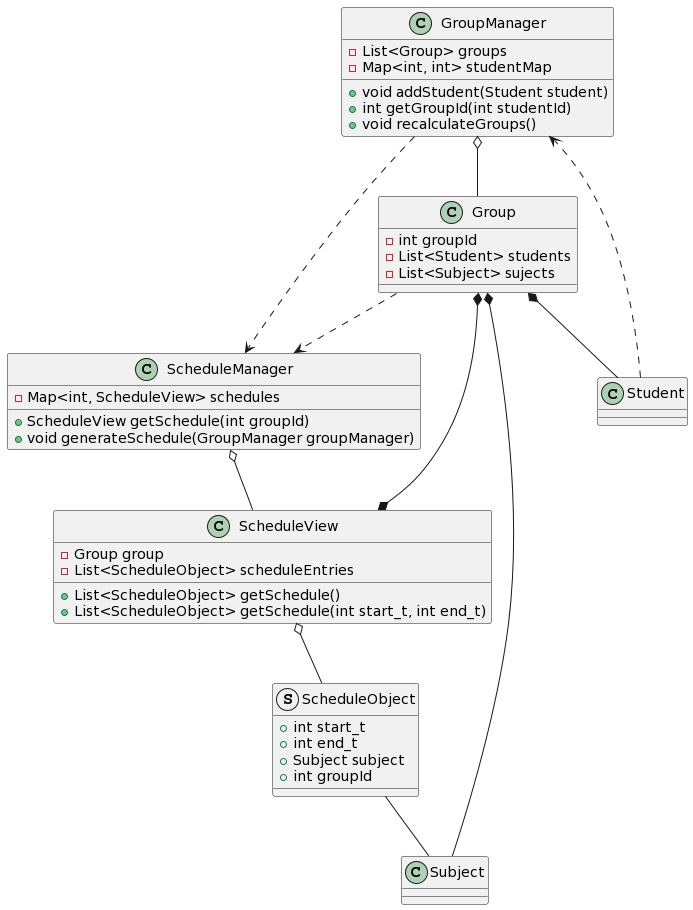 C GroupManager
List<Group> groups
Map<int, int> studentMap
void addStudent(Student student)
int getGroupId(int studentId)
void recalculateGroups()
C Group
int groupId
List<Student> students
List<Subject> sujects
C ScheduleManager
Map<int, ScheduleView> schedules
ScheduleView getSchedule(int groupId)
void generateSchedule(GroupManager groupManager)
C Student
C ScheduleView
Group group
List<ScheduleObject> scheduleEntries
List<ScheduleObject> getSchedule()
List<ScheduleObject> getSchedule(int start_t, int end_t)
S ScheduleObject
int start_t
int end_t
Subject subject
int groupId
C Subject